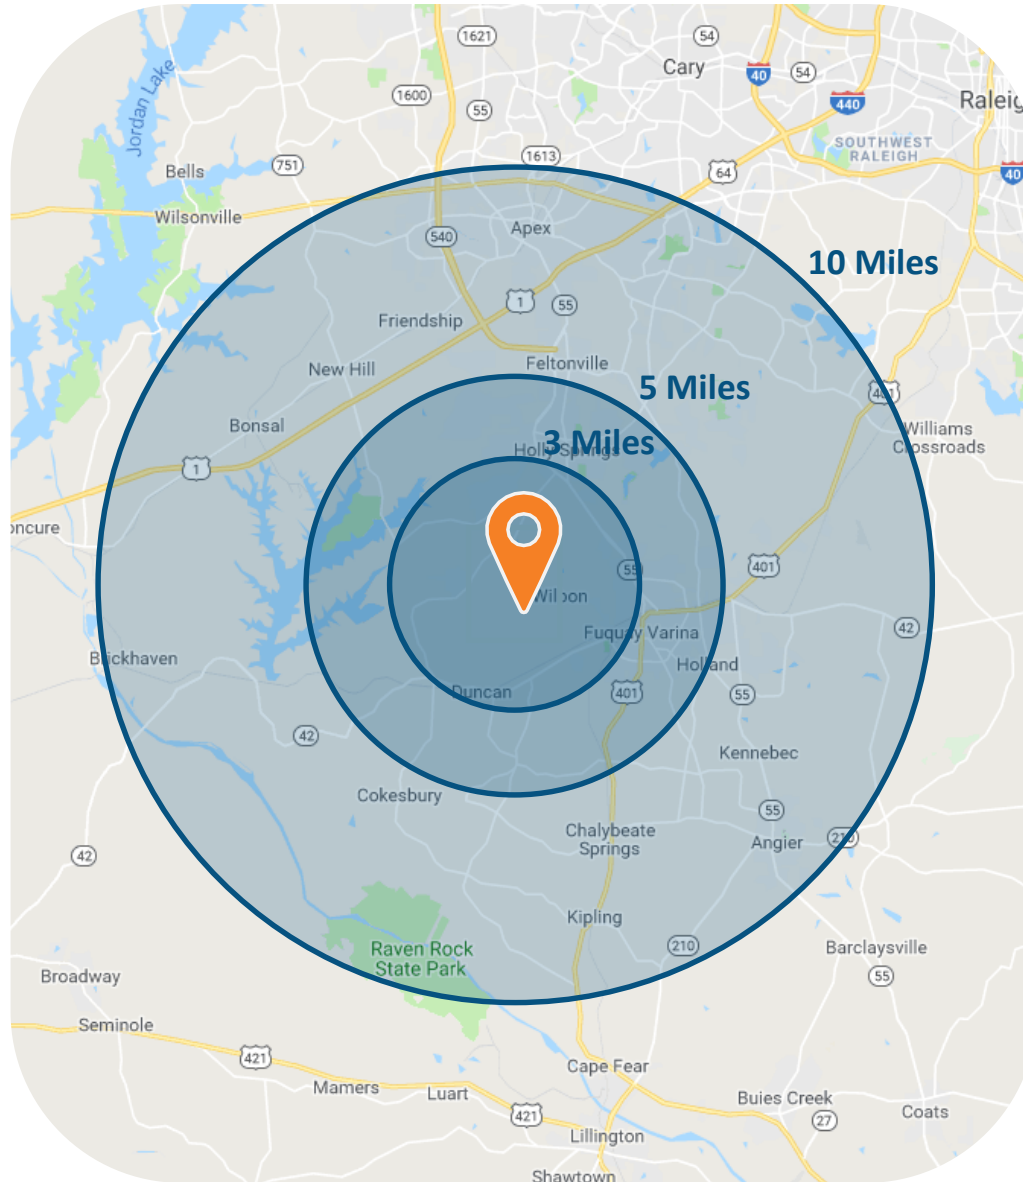 1621
54
Cary
40
54
1600
55
440
Raleig
Jordan Lake
SOUTHWEST
RALEIGH
1613
Bells
751
64
40
Wilsonville
540
Apex
10 Miles
1
55
Friendship
Feltonville
New Hill
5 Miles
401
Bonsal
Williams
Crossroads
3 Miles
Holly Springs
1
oncure
401
55
Wilbon
Fuquay Varina
42
Brickhaven
Holland
Duncan
401
55
42
Kennebec
Cokesbury
55
Chalybeate
Springs
Angier
210
42
Kipling
210
Raven Rock
State Park
Barclaysville
55
Broadway
Seminole
421
Cape Fear
Mamers
Luart
Buies Creek
Coats
421
27
Lillington
Shawtown